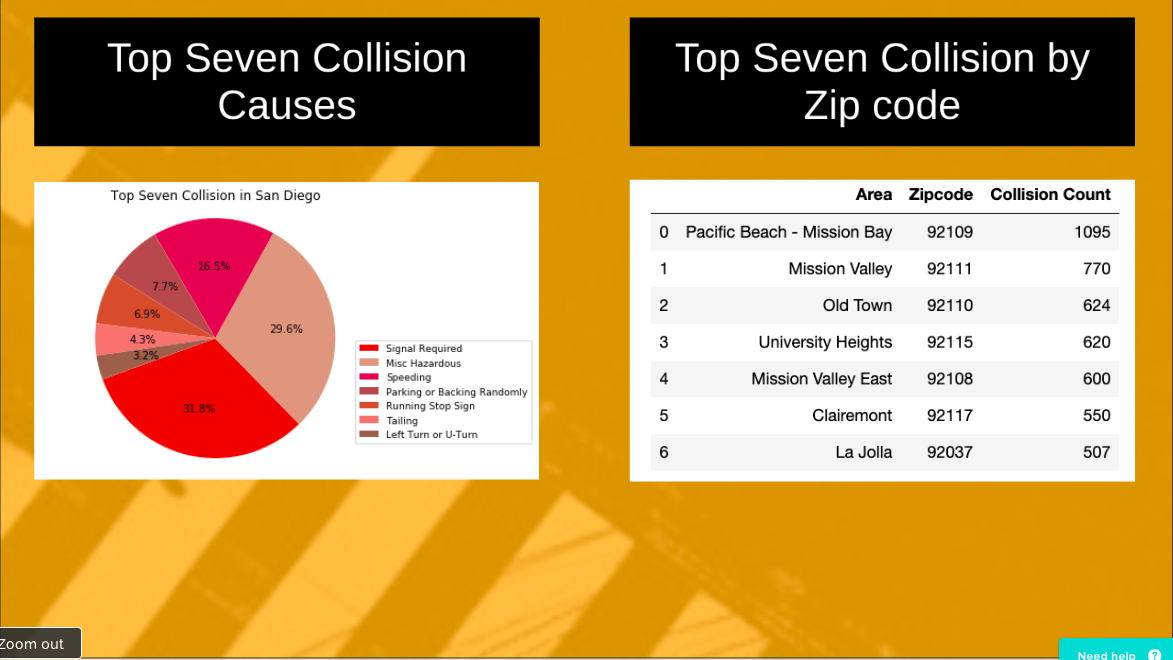 Top Seven Collision
Causes
Top Seven Collision by
Zip code
Top Seven Collision in San Diego
16.5%
7.7%
29.6%
6.9%
4.3%
3.2%
31.8%
Signal Required
Misc Hazardous
Speeding
Parking or Backing Randomly
Running Stop Sign
Tailing
Left Turn or U-Turn
Area Zipcode Collision Count
0 Pacific Beach - Mission Bay 92109 1095
1 Mission Valley 92111 770
2 Old Town 92110 624
3 University Heights 92115 620
4 Mission Valley East 92108 600
5 Clairemont 92117 550
6 La Jolla 92037 507
Zoom out
Need help ?